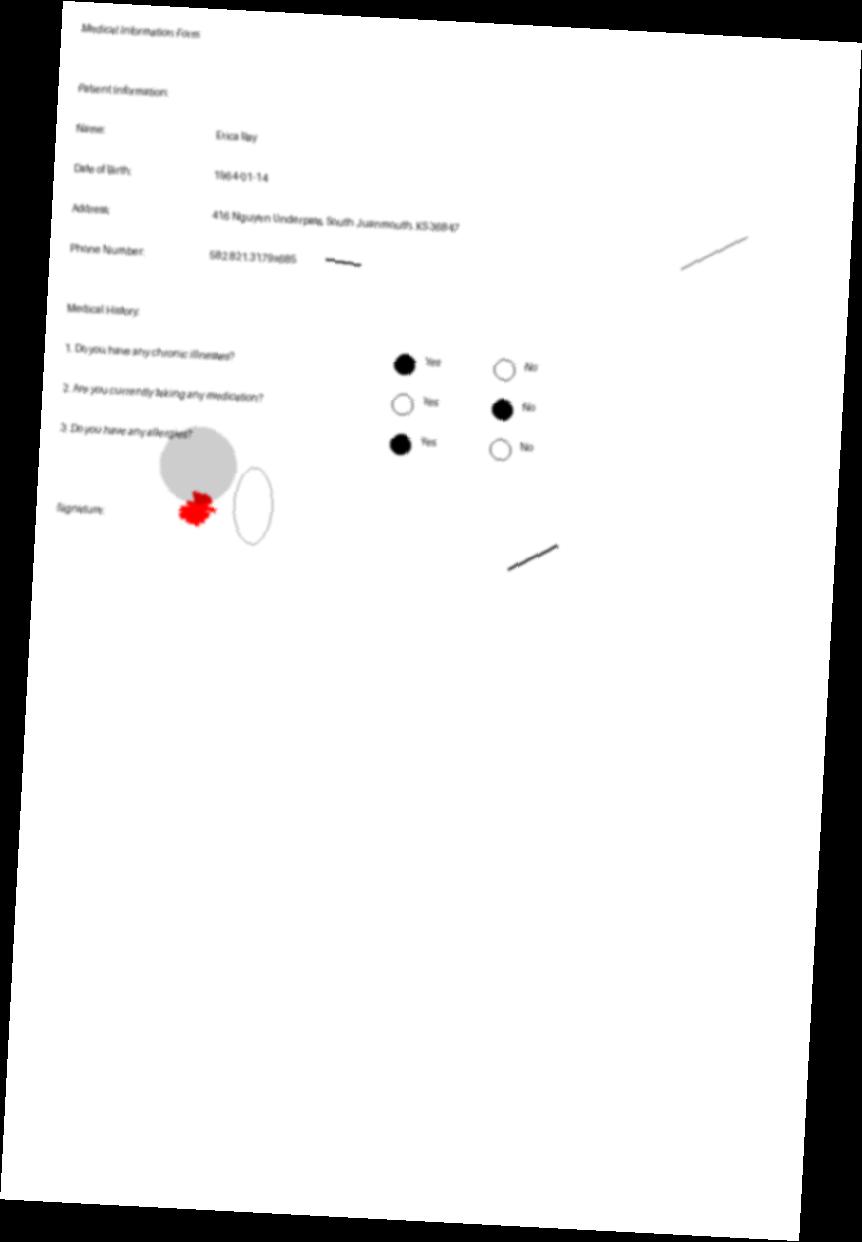 Medical Information Form
Patient Information:
Name: Erica Ray
Date of Birth: 1964-01-14
Address: 416 Nguyen Underpass, South Juanmouth, KS 36847
Phone Number: 582.821.3179x685
Medical History:
1. Do you have any chronic illnesses? Yes No
2. Are you currently taking any medication? Yes No
3. Do you have any allergies? Yes No
Signature: